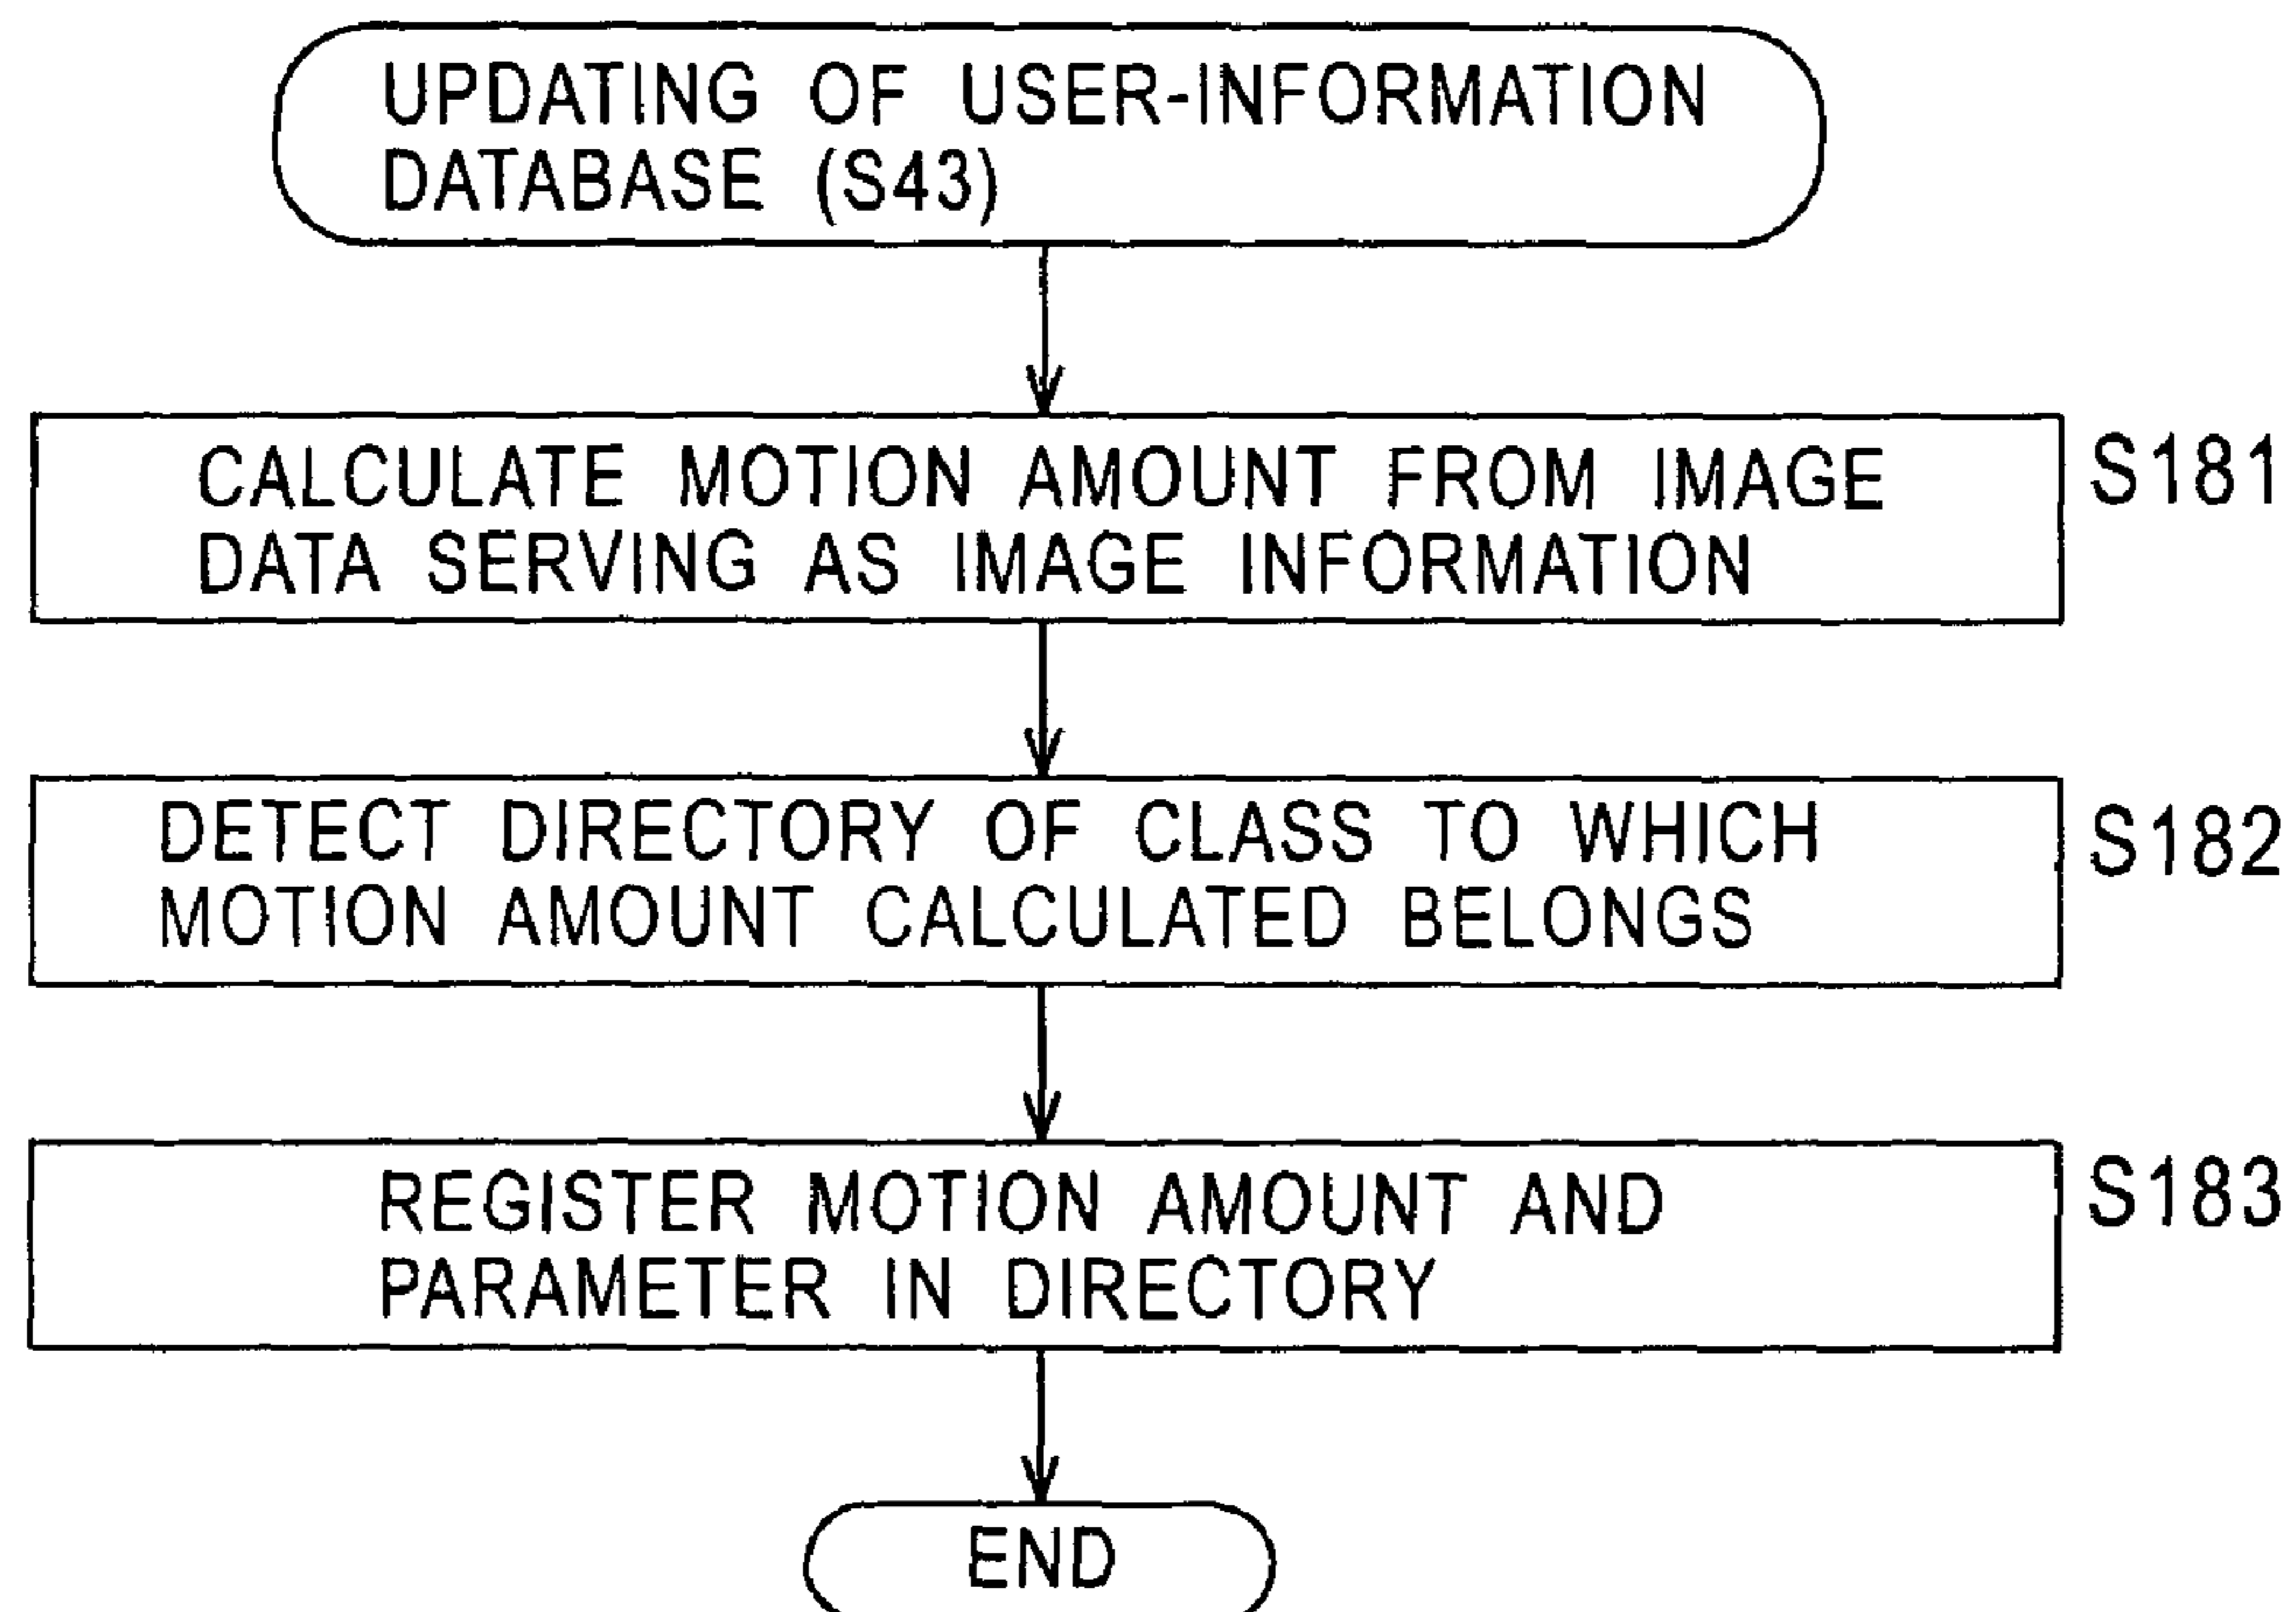 UPDATING OF USER-INFORMATION
DATABASE (S43)
CALCULATE MOTION AMOUNT FROM IMAGE
DATA SERVING AS IMAGE INFORMATION
S181
DETECT DIRECTORY OF CLASS TO WHICH
MOTION AMOUNT CALCULATED BELONGS
S182
REGISTER MOTION AMOUNT AND
PARAMETER IN DIRECTORY
S183
END